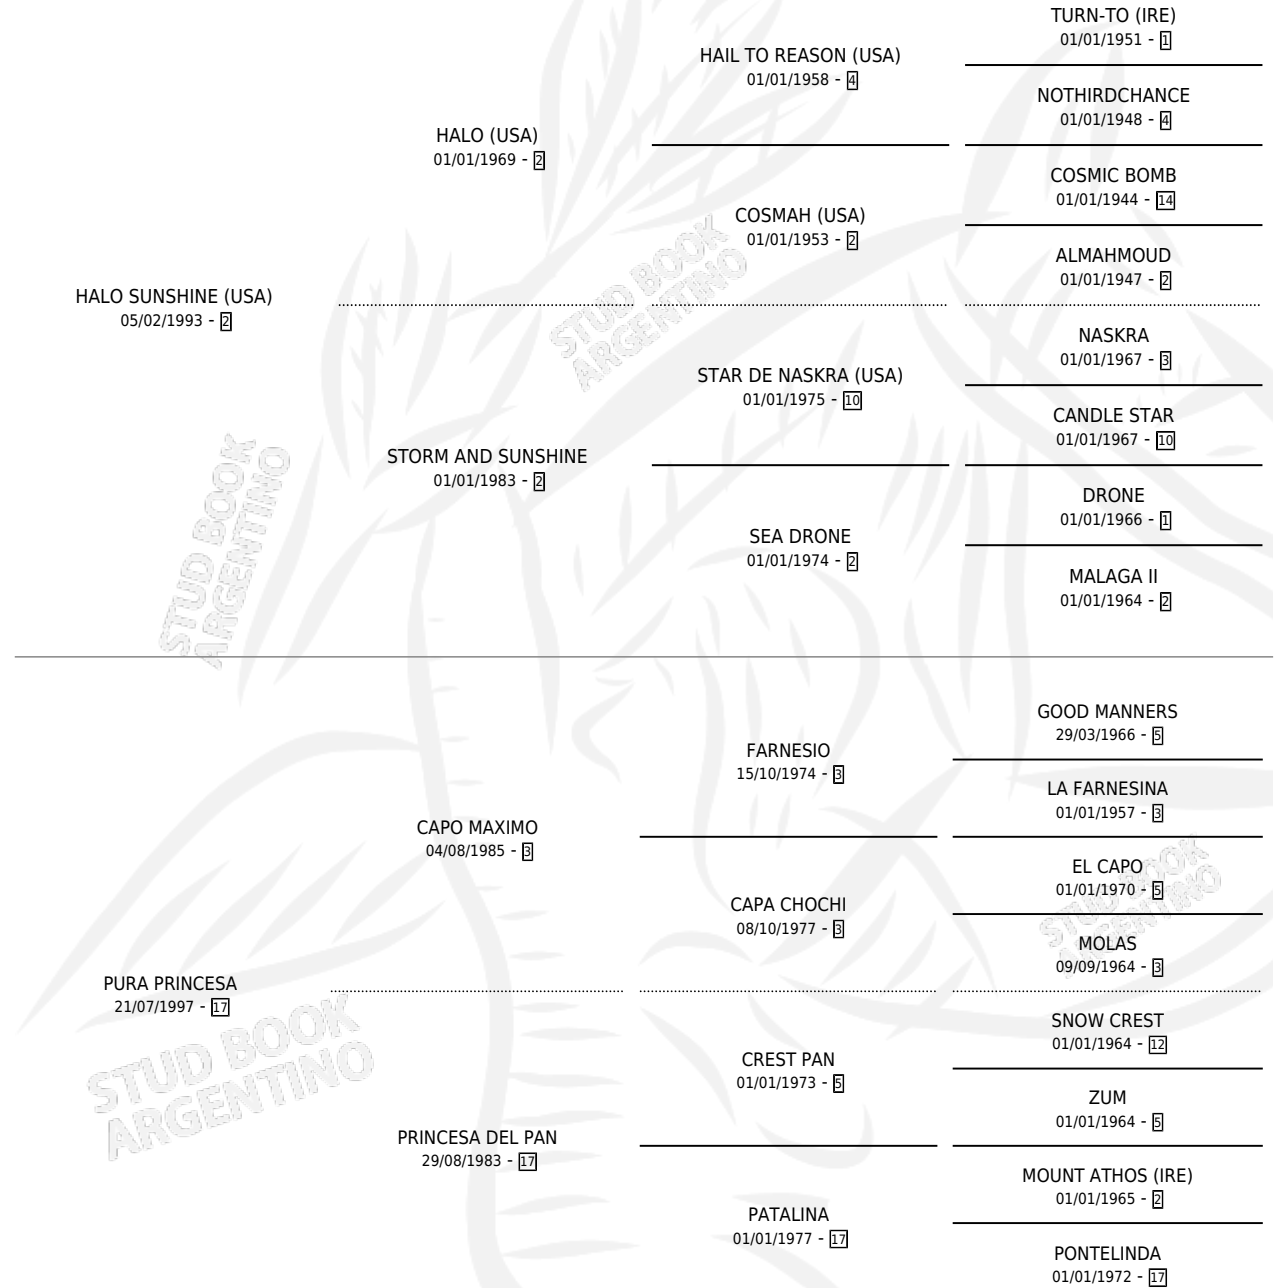 TURN-TO (IRE)
01/01/1951 - 1
HAIL TO REASON (USA)
01/01/1958 - 4
NOTHIRDCHANCE
01/01/1948 - 4
HALO (USA)
01/01/1969 - 2
COSMIC BOMB
01/01/1944 - 14
COSMAH (USA)
01/01/1953 - 2
ALMAHMOUD
01/01/1947 - 2
HALO SUNSHINE (USA)
05/02/1993 - 2
NASKRA
01/01/1967 - 3
STAR DE NASKRA (USA)
01/01/1975 - 10
CANDLE STAR
01/01/1967 - 10
STORM AND SUNSHINE
01/01/1983 - 2
DRONE
01/01/1966 - 1
SEA DRONE
01/01/1974 - 2
MALAGA II
01/01/1964 - 2
GOOD MANNERS
29/03/1966 - 5
FARNESIO
15/10/1974 - 3
LA FARNESINA
01/01/1957 - 3
CAPO MAXIMO
04/08/1985 - 3
EL CAPO
01/01/1970 - 5
CAPA CHOCHI
08/10/1977 - 3
MOLAS
09/09/1964 - 3
PURA PRINCESA
21/07/1997 - 17
SNOW CREST
01/01/1964 - 12
CREST PAN
01/01/1973 - 5
ZUM
01/01/1964 - 5
PRINCESA DEL PAN
29/08/1983 - 17
MOUNT ATHOS (IRE)
01/01/1965 - 2
PATALINA
01/01/1977 - 17
PONTELINDA
01/01/1972 - 17
STUD BOOK
ARGENTINO
STUD BOOK
ARGENTINO
STUD BOOK
ARGENTINO
STUD BOOK
ARGENTINO